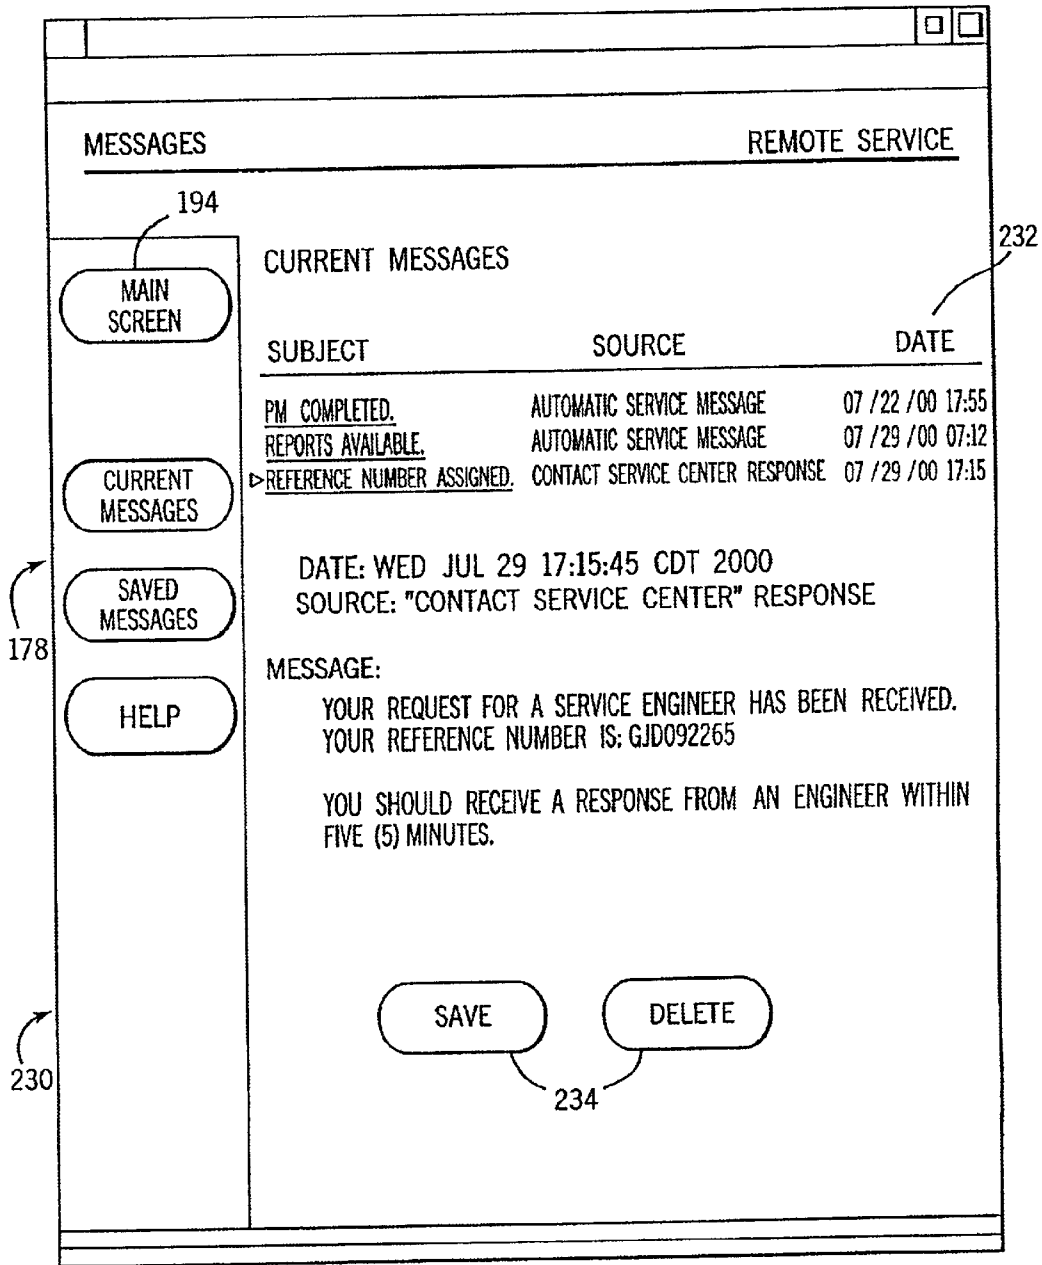 MESSAGES REMOTE SERVICE
194
232
MAIN
SCREEN
CURRENT MESSAGES
SUBJECT SOURCE DATE
PM COMPLETED. AUTOMATIC SERVICE MESSAGE 07 /22 /00 17:55
REPORTS AVAILABLE. AUTOMATIC SERVICE MESSAGE 07 /29 /00 07:12
▷REFERENCE NUMBER ASSIGNED. CONTACT SERVICE CENTER RESPONSE 07 /29 /00 17:15
CURRENT
MESSAGES
SAVED
MESSAGES
HELP
178
DATE: WED JUL 29 17:15:45 CDT 2000
SOURCE: "CONTACT SERVICE CENTER" RESPONSE
MESSAGE:
YOUR REQUEST FOR A SERVICE ENGINEER HAS BEEN RECEIVED.
YOUR REFERENCE NUMBER IS: GJD092265
YOU SHOULD RECEIVE A RESPONSE FROM AN ENGINEER WITHIN
FIVE (5) MINUTES.
SAVE DELETE
230
234